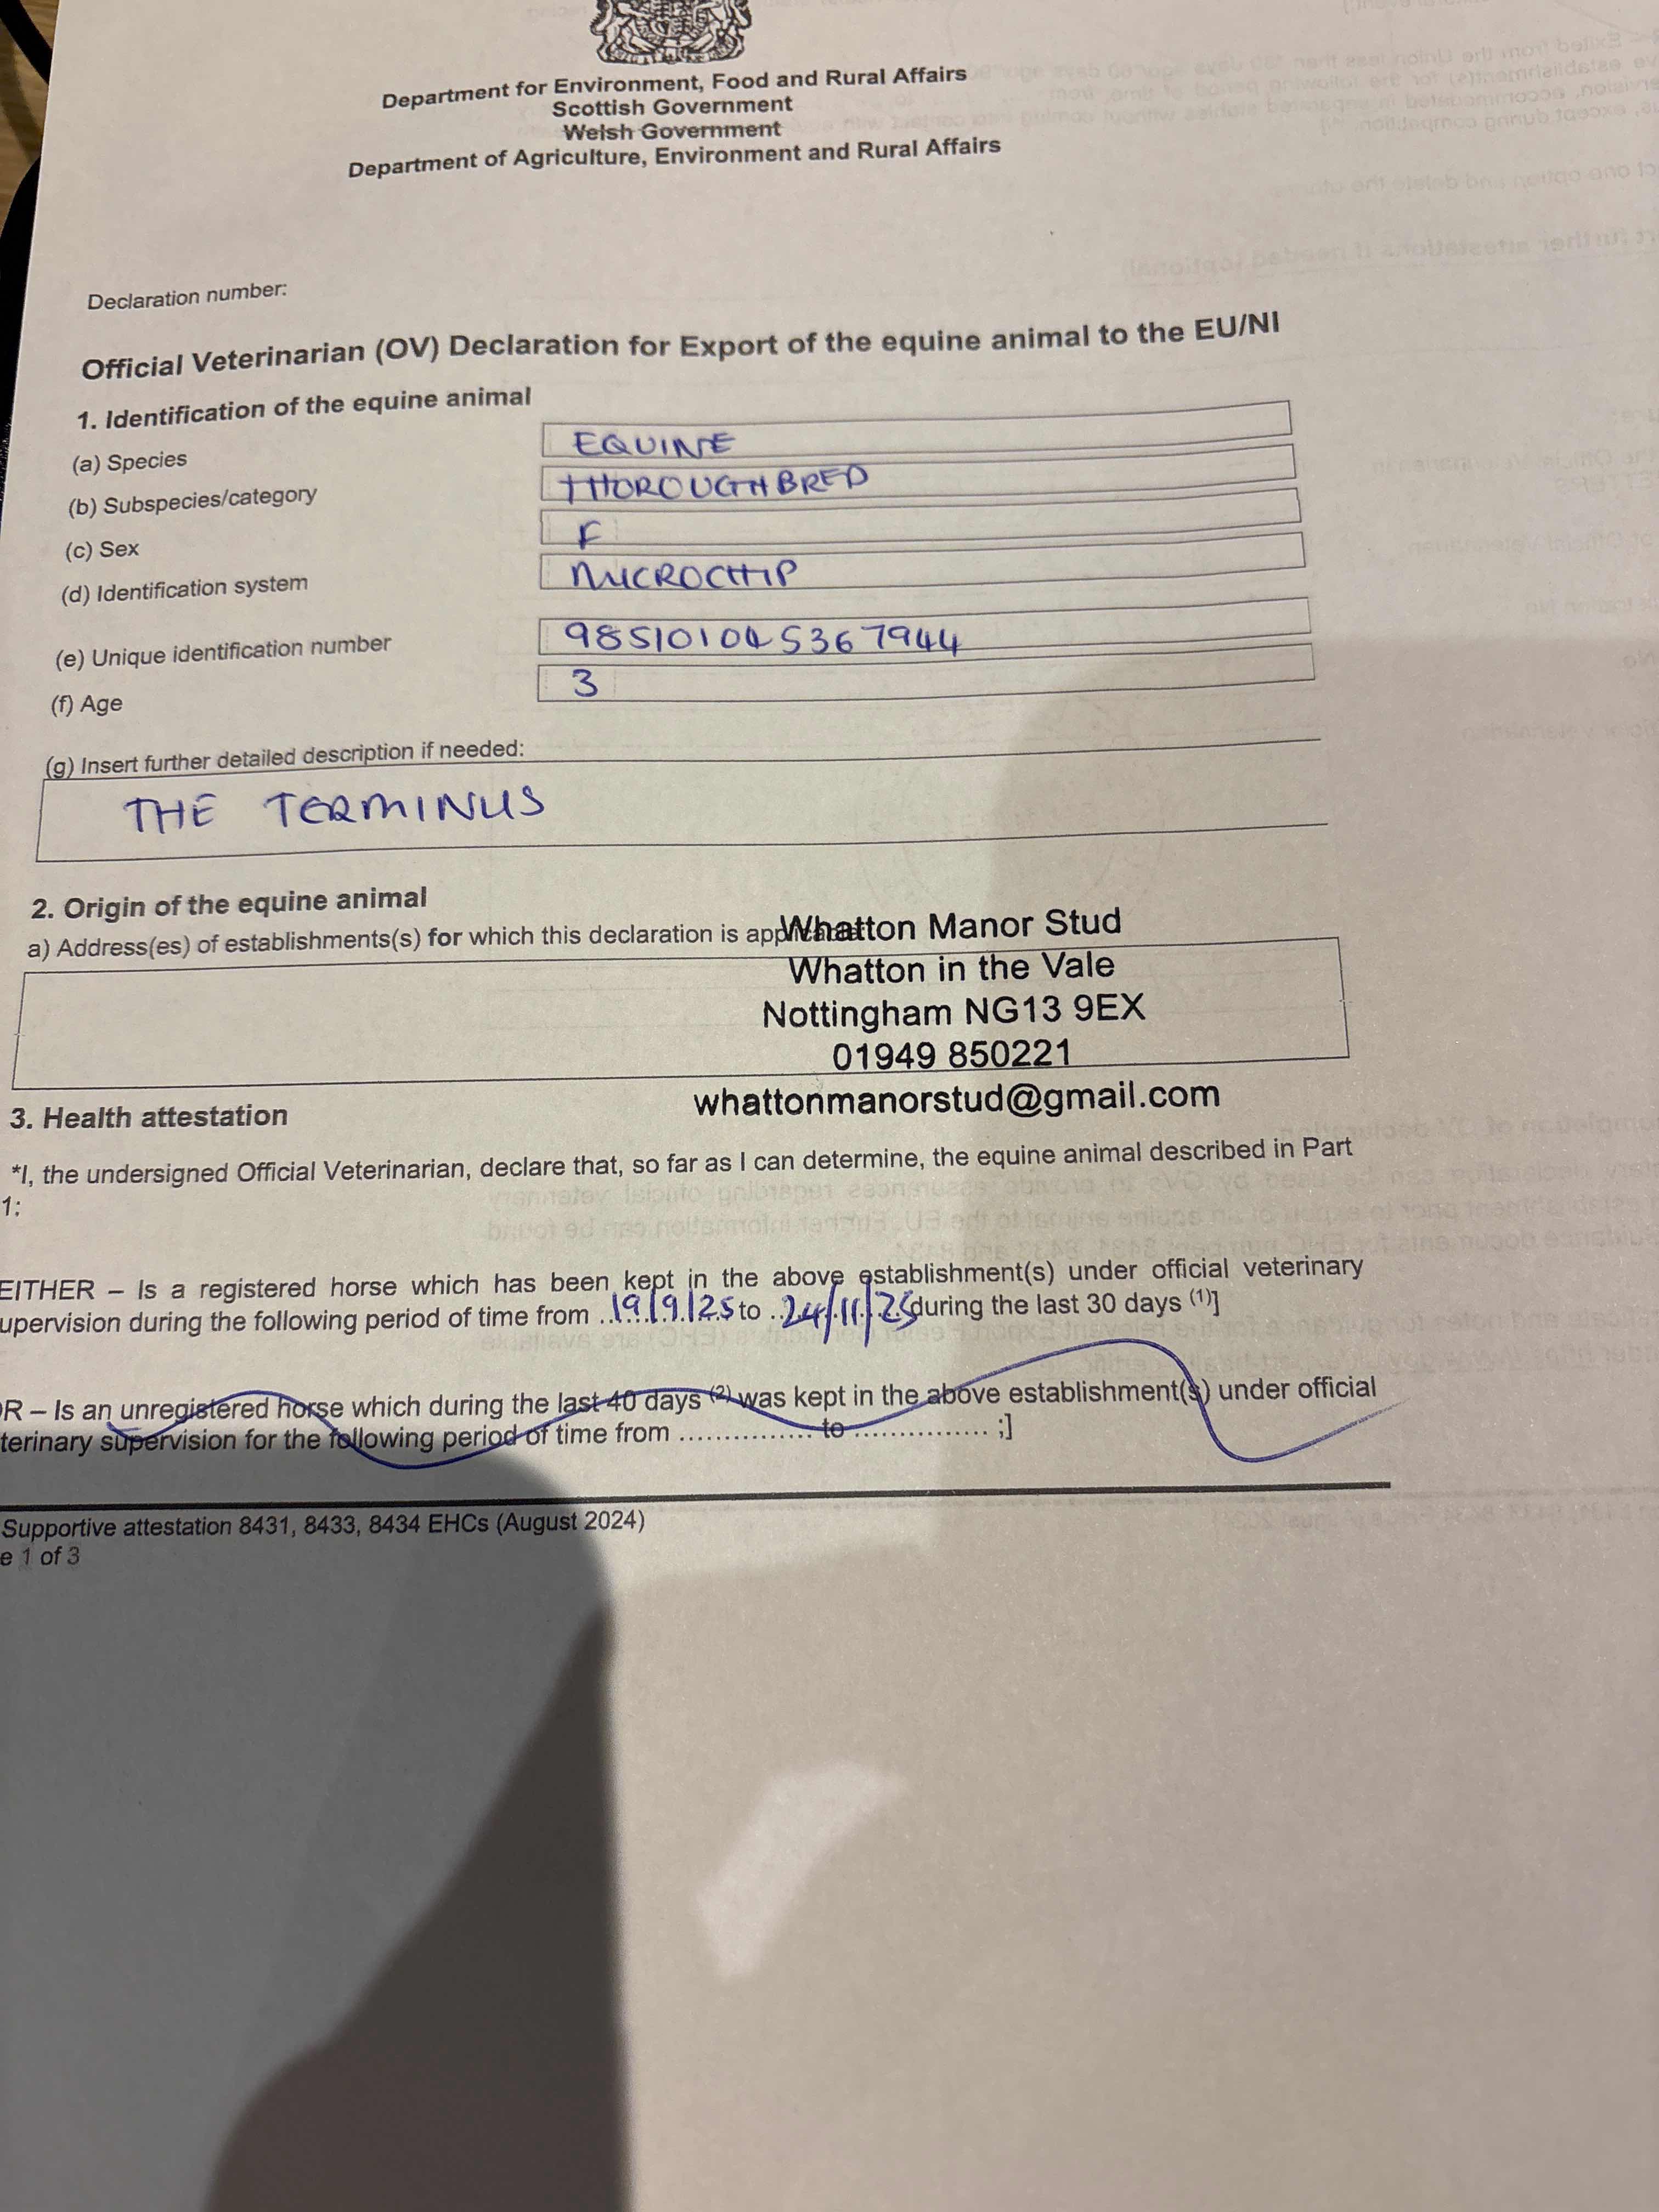 Department for Environment, Food and Rural Affairs
Scottish Government
Welsh Government
Department of Agriculture, Environment and Rural Affairs
Declaration number:
Official Veterinarian (OV) Declaration for Export of the equine animal to the EU/NI
1. Identification of the equine animal
(a) Species EQUINE
(b) Subspecies/category THOROUGHBRED
(c) Sex F
(d) Identification system MICROCHIP
(e) Unique identification number 985101045367944
(f) Age 3
(g) Insert further detailed description if needed:
THE TERMINUS
2. Origin of the equine animal
a) Address(es) of establishments(s) for which this declaration is
Whatton Manor Stud
Whatton in the Vale
Nottingham NG13 9EX
01949 850221
whattonmanorstud@gmail.com
3. Health attestation
*I, the undersigned Official Veterinarian, declare that, so far as I can determine, the equine animal described in Part
1:
EITHER – Is a registered horse which has been kept in the above establishment(s) under official veterinary
upervision during the following period of time from ..19/9/25 to ..24/11/25 during the last 30 days (1)]
OR – Is an unregistered horse which during the last 40 days (2) was kept in the above establishment(s) under official
terinary supervision for the following period of time from ................ to ................ ;]
Supportive attestation 8431, 8433, 8434 EHCs (August 2024)
e 1 of 3